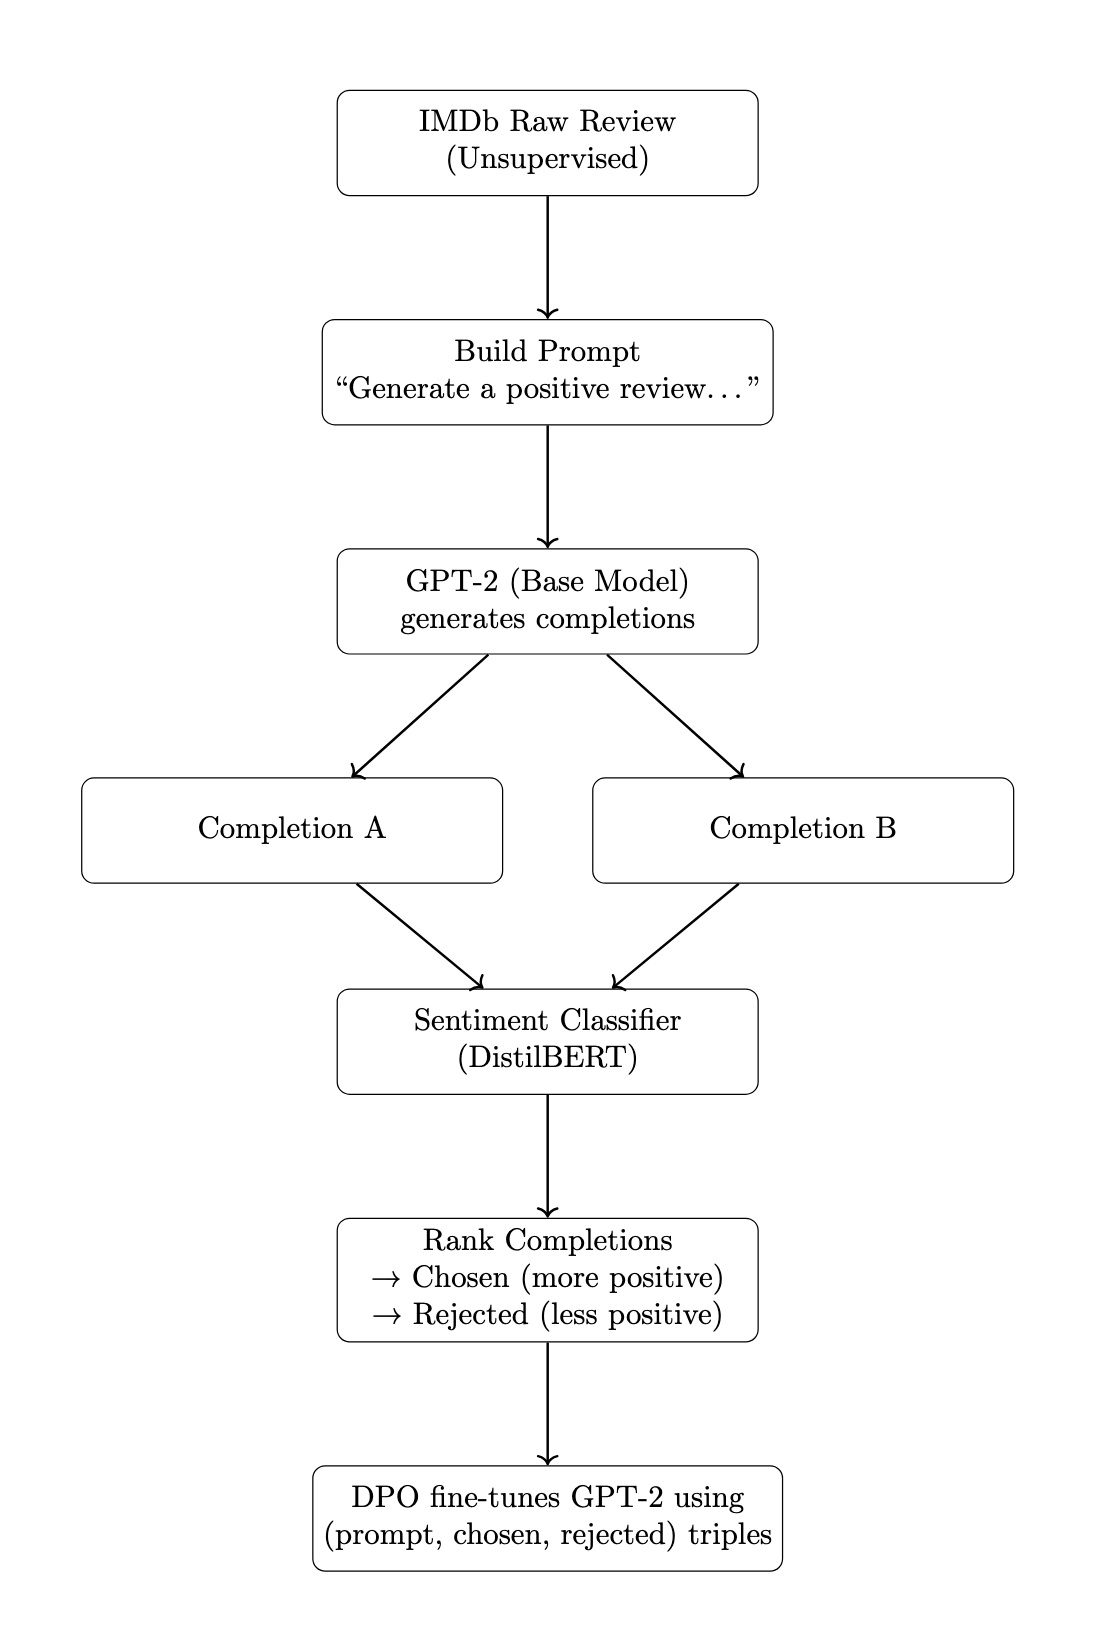 IMDb Raw Review
(Unsupervised)
Build Prompt
“Generate a positive review. . . ”
GPT-2 (Base Model)
generates completions
Completion A
Completion B
Sentiment Classifier
(DistilBERT)
Rank Completions
→ Chosen (more positive)
→ Rejected (less positive)
DPO fine-tunes GPT-2 using
(prompt, chosen, rejected) triples